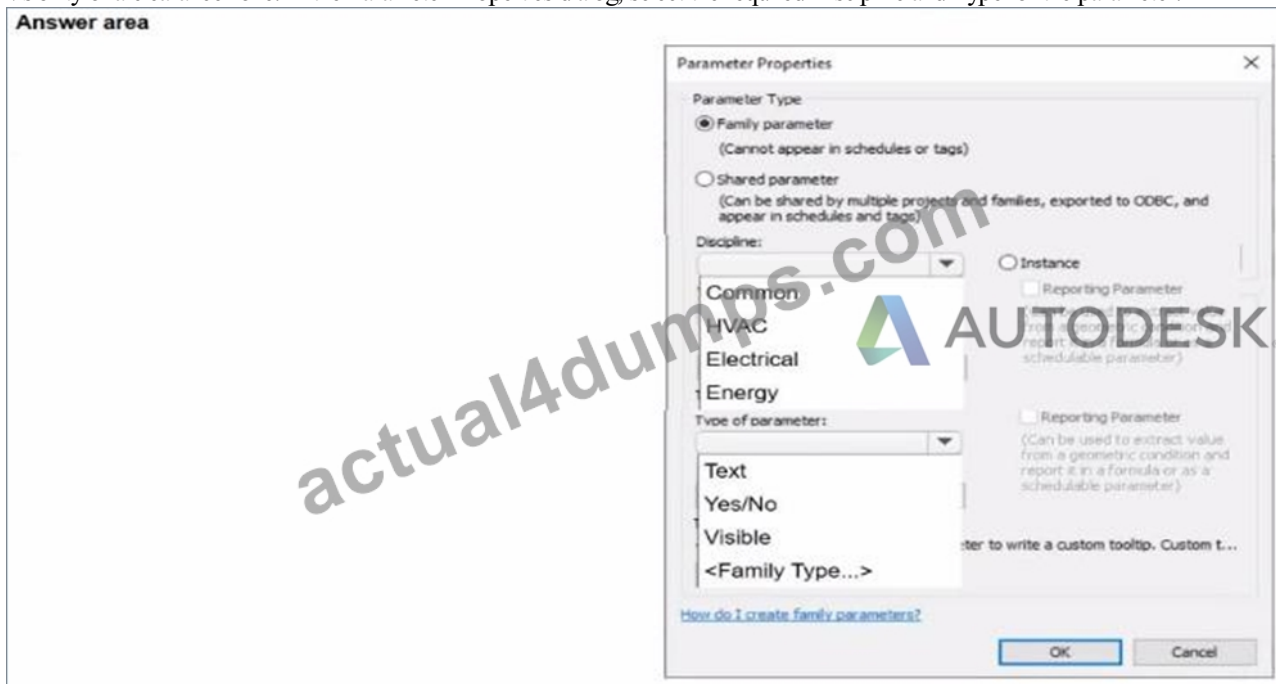 Answer area
Parameter Properties
Parameter Type
Family parameter
(Cannot appear in schedules or tags)
Shared parameter
(Can be shared by multiple projects and families, exported to ODBC, and
appear in schedules and tags)
Discipline:
Instance
Common
Reporting Parameter
HVAC
AUTODESK
schedulable parameter)
Electrical
Energy
Type of parameter:
Reporting Parameter
(Can be used to extract value
from a geometric condition and
report it in a formula or as a
schedulable parameter)
Text
Yes/No
Visible
to write a custom tooltip. Custom t...
<Family Type...>
How do I create family parameters?
OK
Cancel
actual4dumps.com